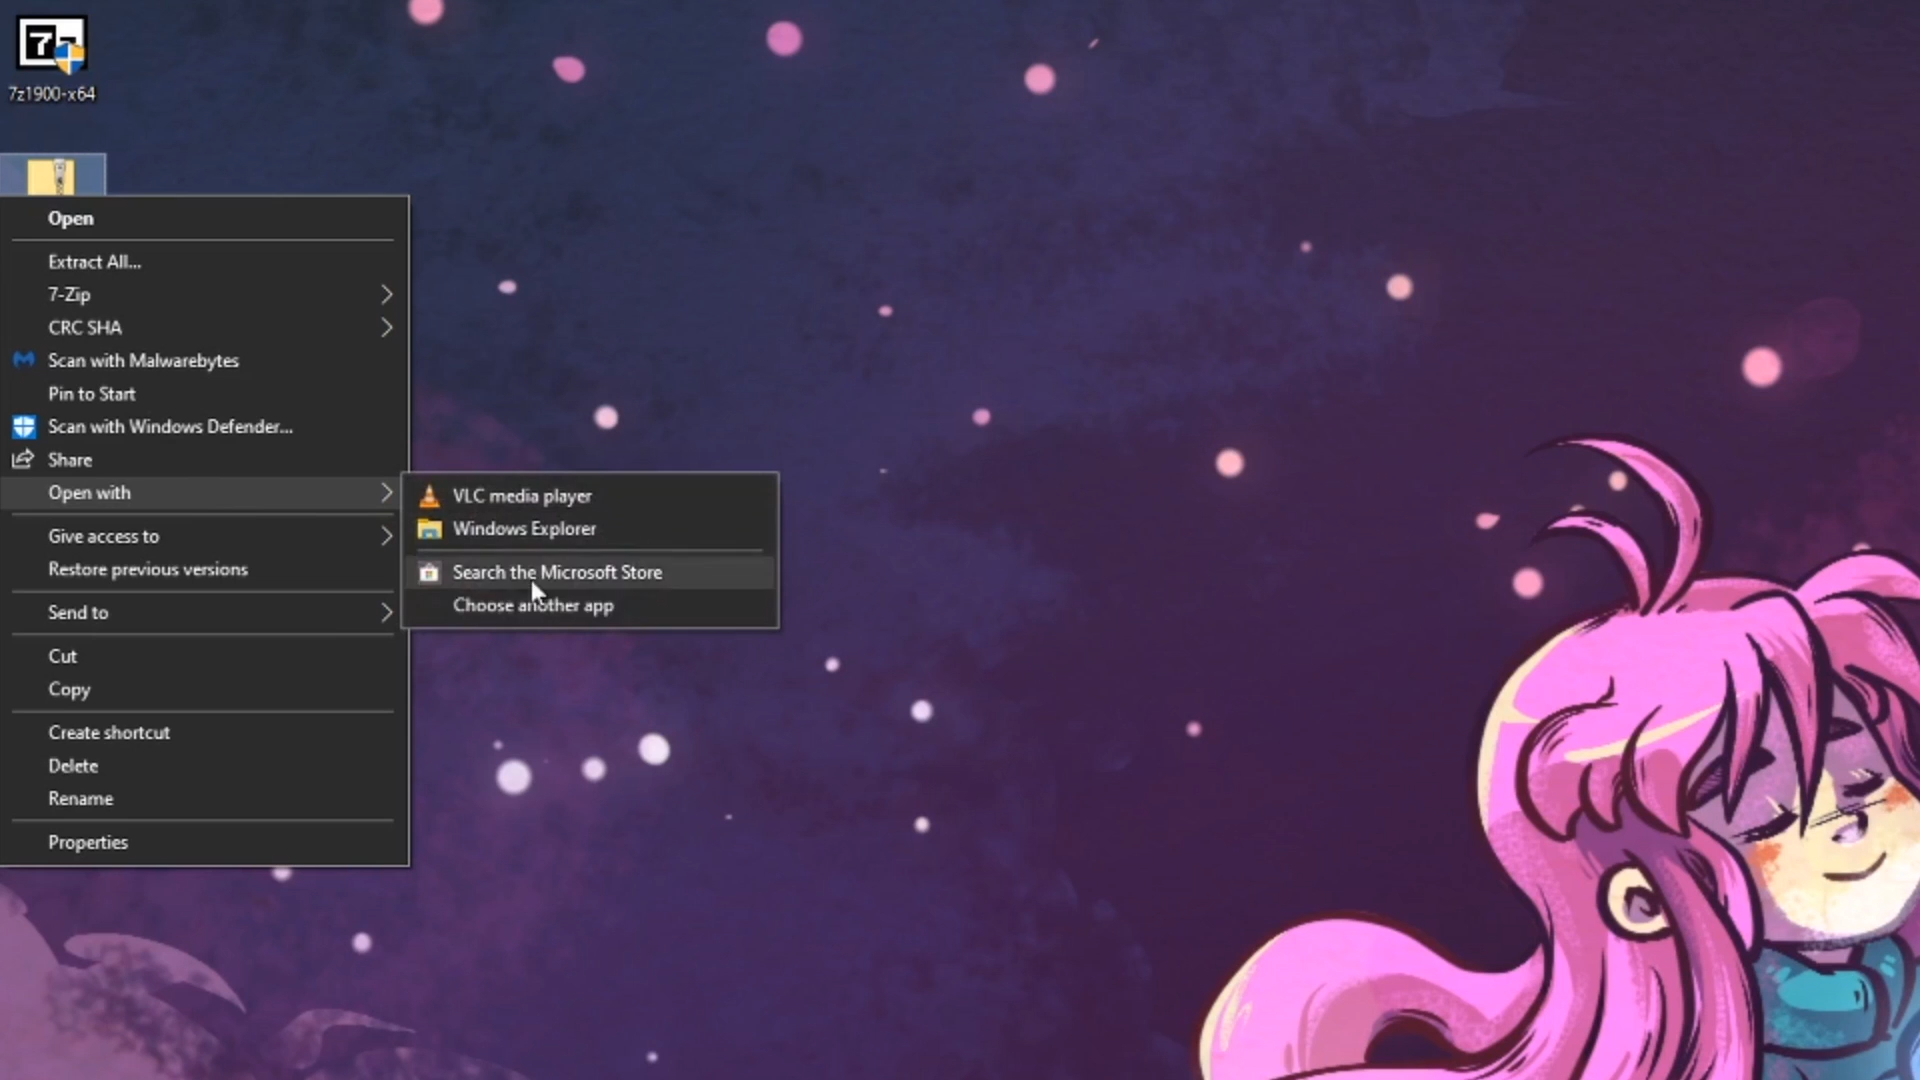 7z
7z1900-x64
Open
Extract All...
7-Zip
CRC SHA
Scan with Malwarebytes
Pin to Start
Scan with Windows Defender...
Share
Open with
VLC media player
Windows Explorer
Search the Microsoft Store
Choose another app
Give access to
Restore previous versions
Send to
Cut
Copy
Create shortcut
Delete
Rename
Properties